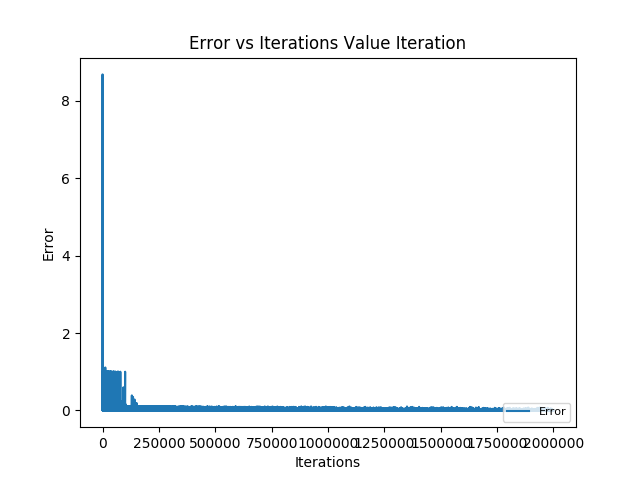 Error vs Iterations Value Iteration
8
6
4
2
0
Error
Error
0 250000 500000 750000 1000000 1250000 1500000 1750000 2000000
Iterations